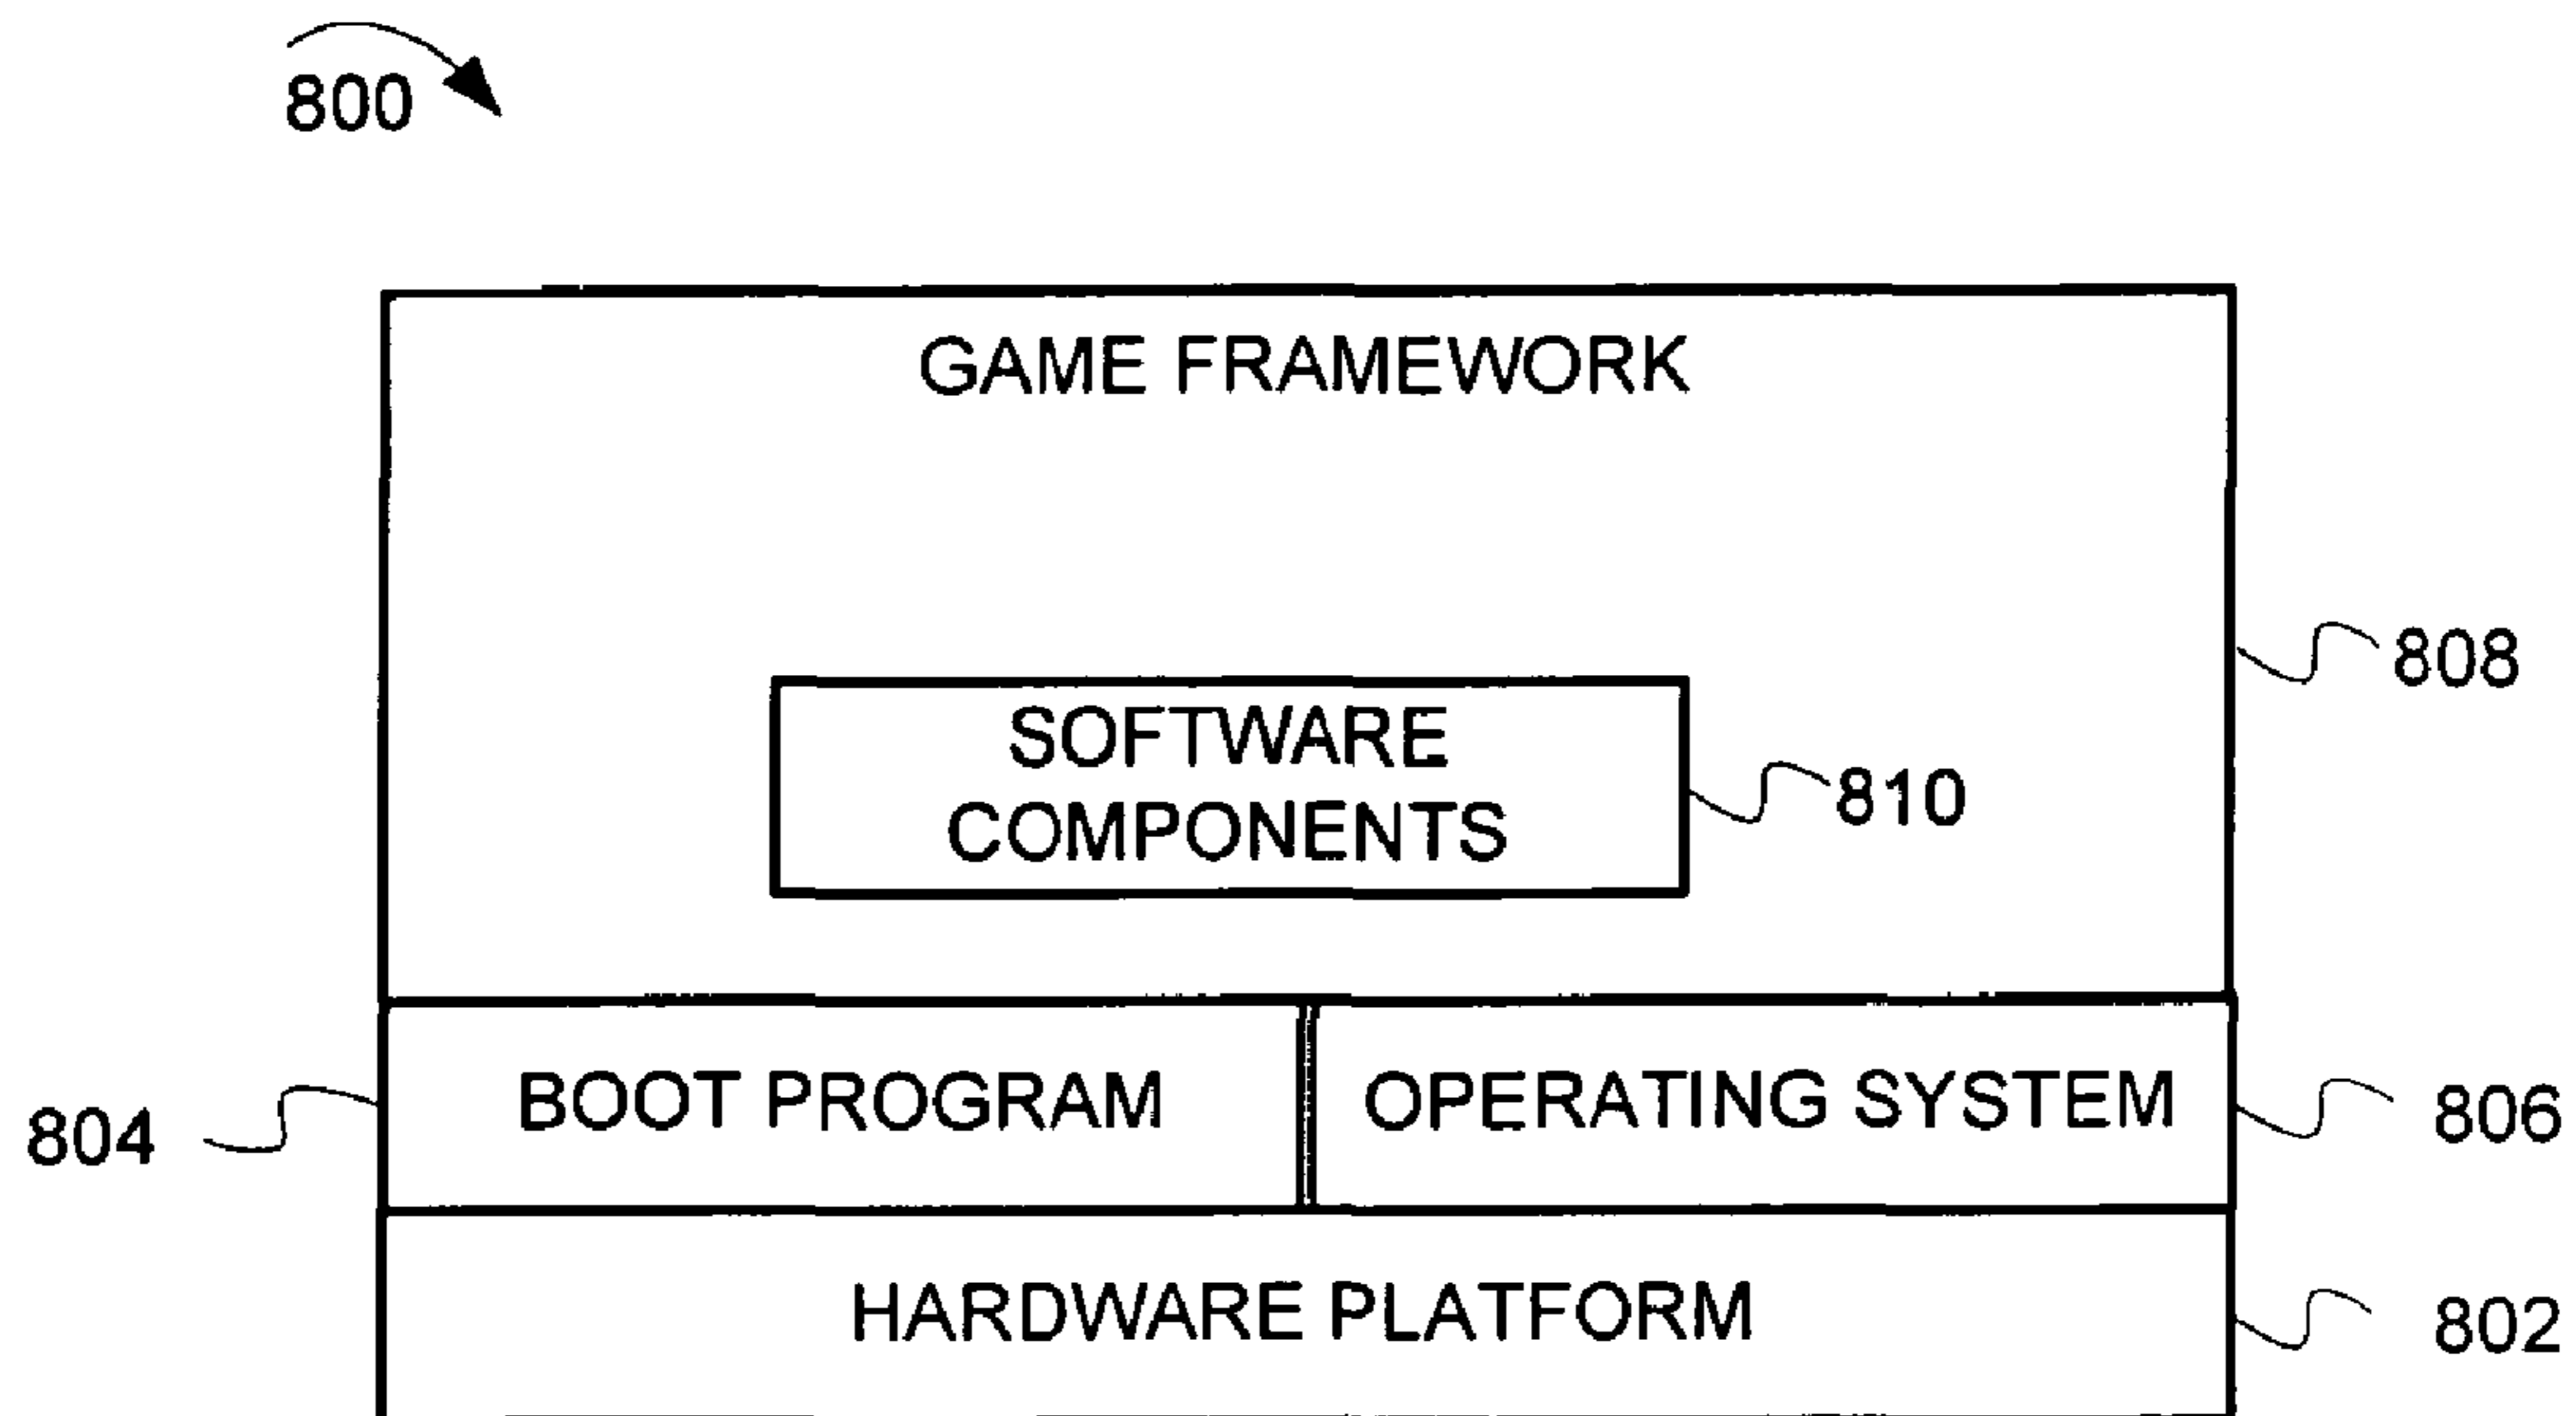 800
GAME FRAMEWORK
808
SOFTWARE
COMPONENTS
810
804
BOOT PROGRAM
OPERATING SYSTEM
806
HARDWARE PLATFORM
802